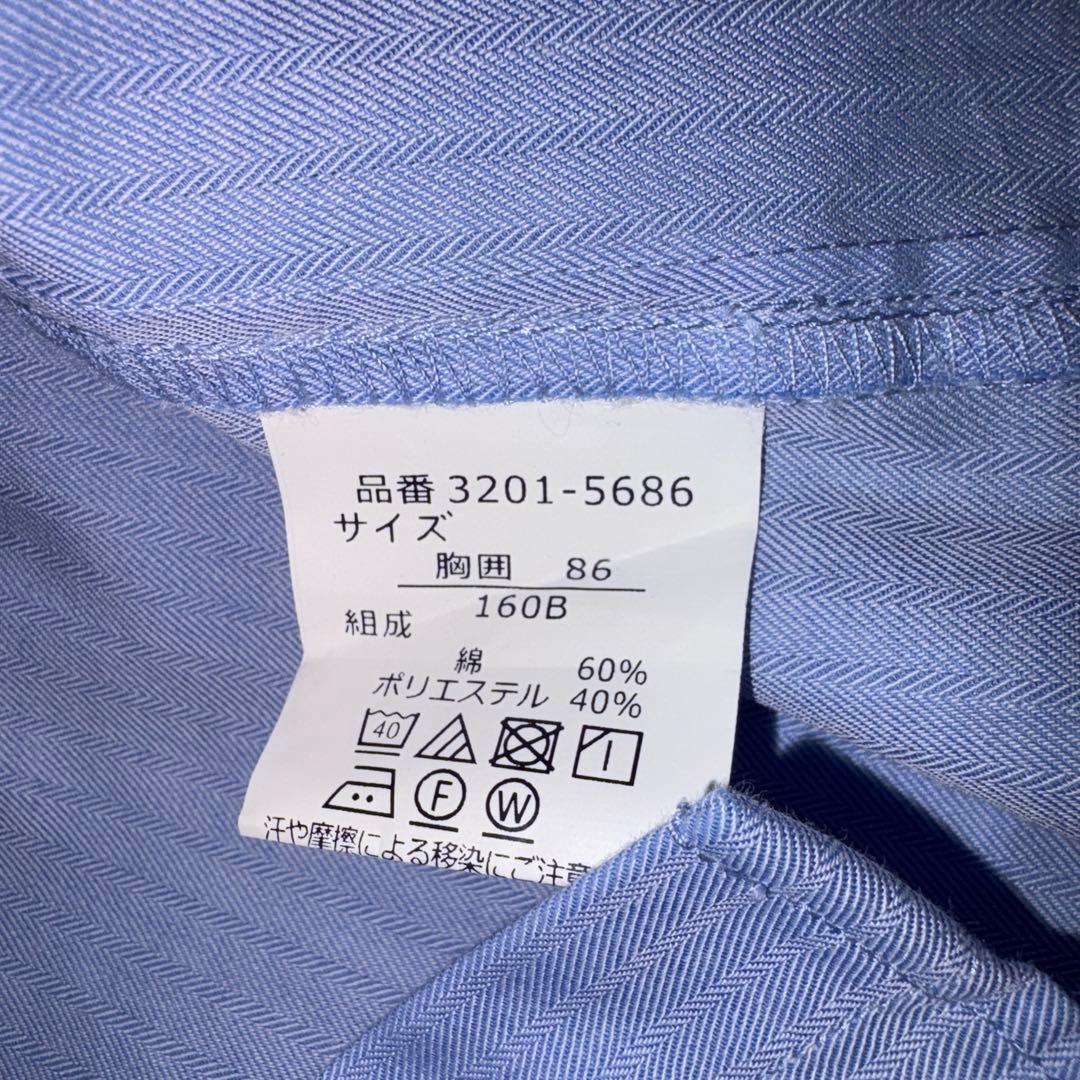 品番 3201-5686
サイズ
胸囲 86
160B
組成
綿 60%
ポリエステル 40%
40
F W
汗や摩擦による移染にご注意